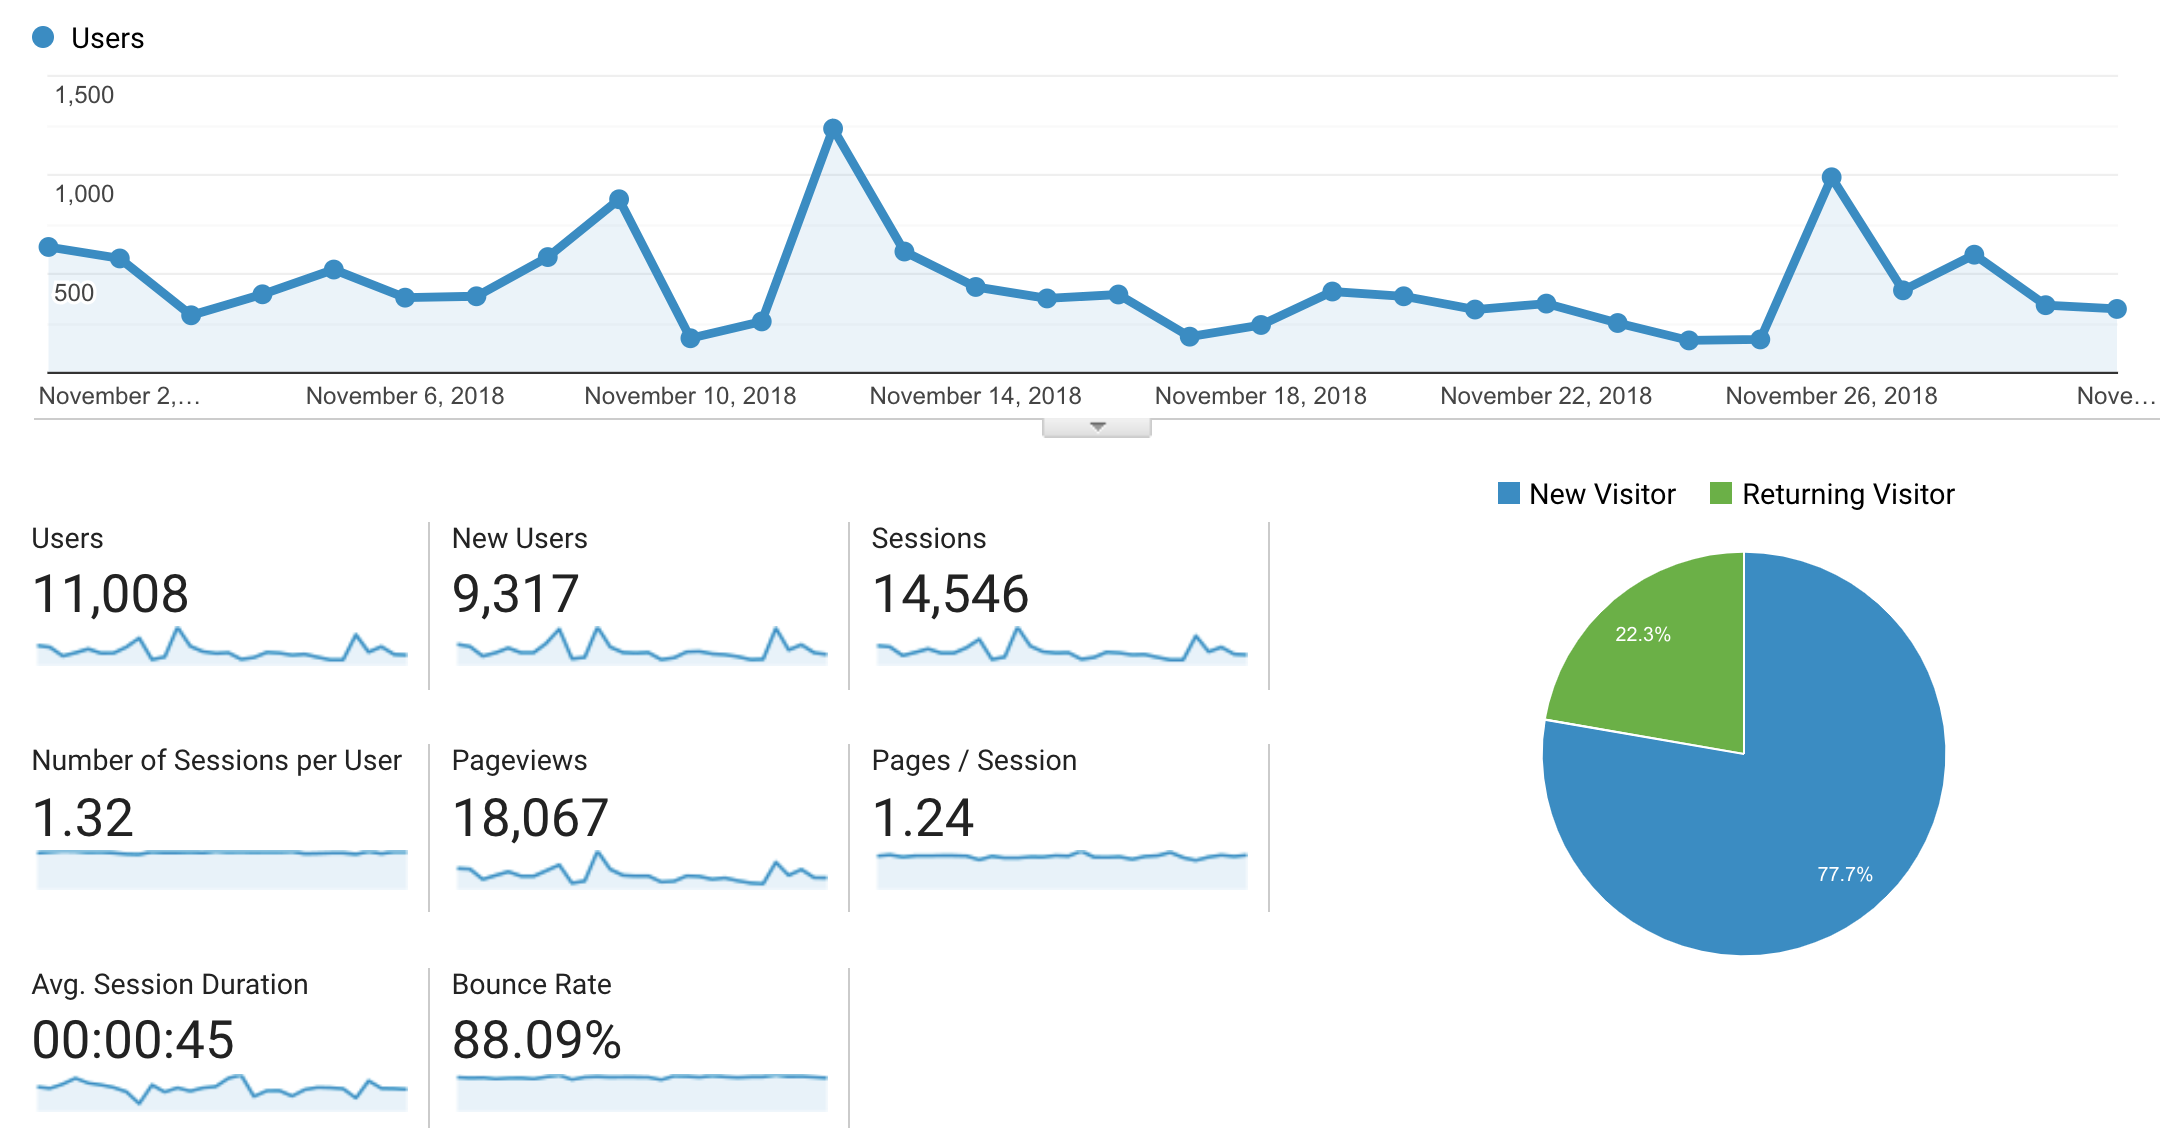 Users
1,500
1,000
500
November 2,…
November 6, 2018
November 10, 2018
November 14, 2018
November 18, 2018
November 22, 2018
November 26, 2018
Nove…
New Visitor
Returning Visitor
Users
11,008
New Users
9,317
Sessions
14,546
Number of Sessions per User
1.32
Pageviews
18,067
Pages / Session
1.24
Avg. Session Duration
00:00:45
Bounce Rate
88.09%
22.3%
77.7%